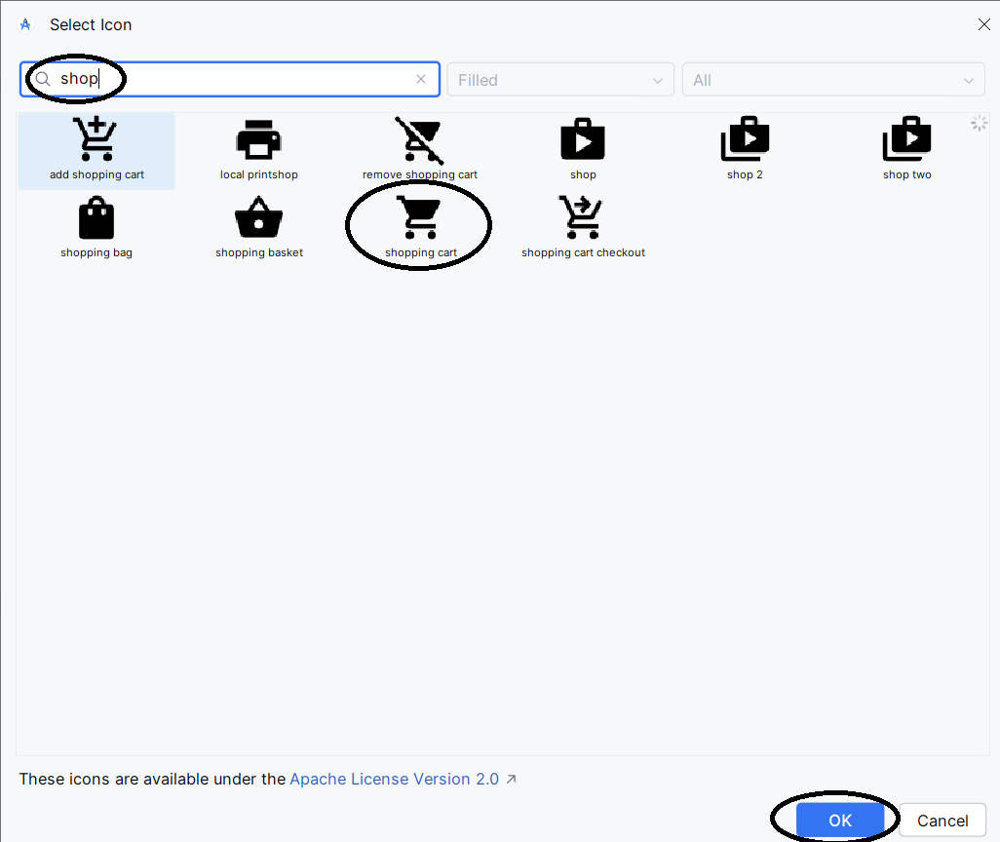 Select Icon
shop
Filled
All
add shopping cart
local printshop
remove shopping cart
shop
shop 2
shop two
shopping bag
shopping basket
shopping cart
shopping cart checkout
These icons are available under the Apache License Version 2.0 ↗
OK
Cancel